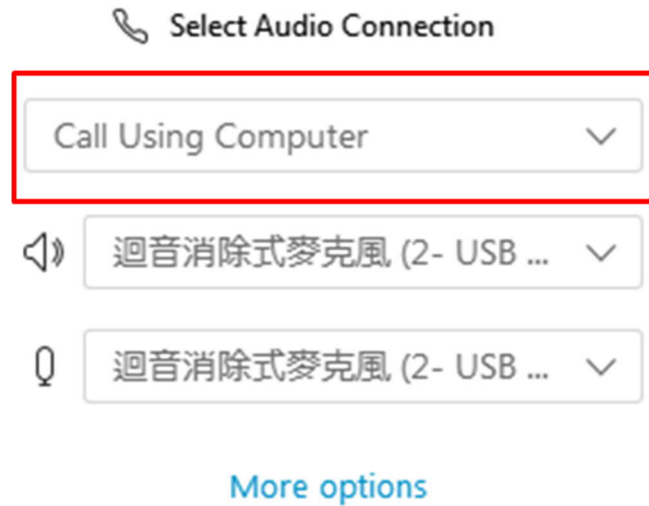 Select Audio Connection
Call Using Computer
迴音消除式麥克風 (2- USB ...
迴音消除式麥克風 (2- USB ...
More options